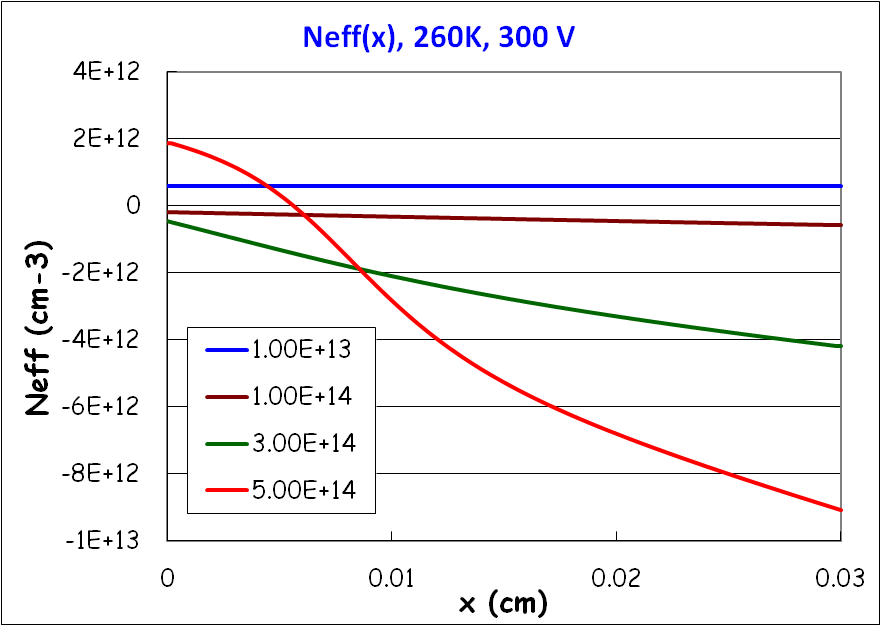 Neff(x), 260K, 300 V
4E+12
2E+12
0
-2E+12
-4E+12
-6E+12
-8E+12
-1E+13
Neff (cm-3)
1.00E+13
1.00E+14
3.00E+14
5.00E+14
0 0.01 0.02 0.03
x (cm)